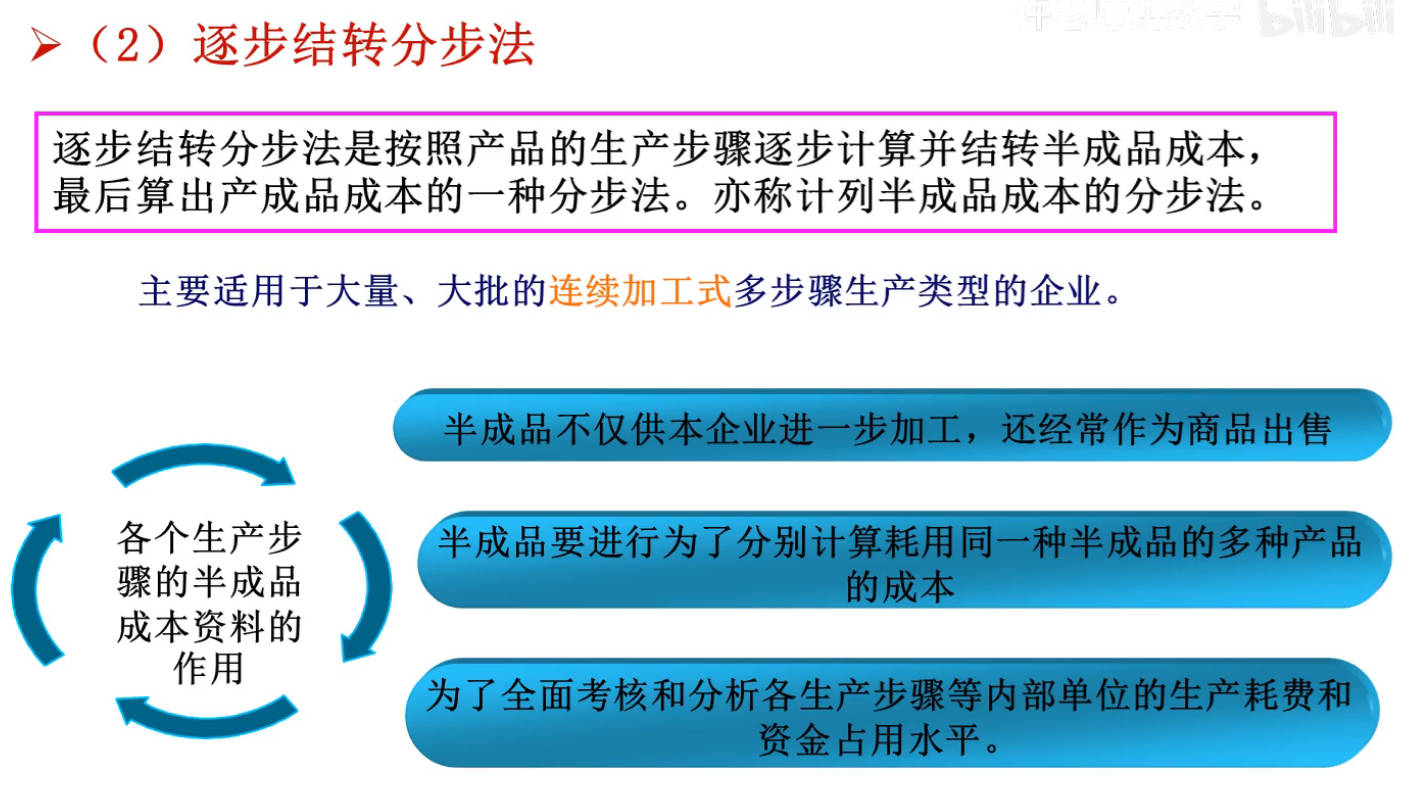 （2）逐步结转分步法
逐步结转分步法是按照产品的生产步骤逐步计算并结转半成品成本，
最后算出产成品成本的一种分步法。亦称计列半成品成本的分步法。
主要适用于大量、大批的连续加工式多步骤生产类型的企业。
各个生产步
骤的半成品
成本资料的
作用
半成品不仅供本企业进一步加工，还经常作为商品出售
半成品要进行为了分别计算耗用同一种半成品的多种产品
的成本
为了全面考核和分析各生产步骤等内部单位的生产耗费和
资金占用水平。
bilibili